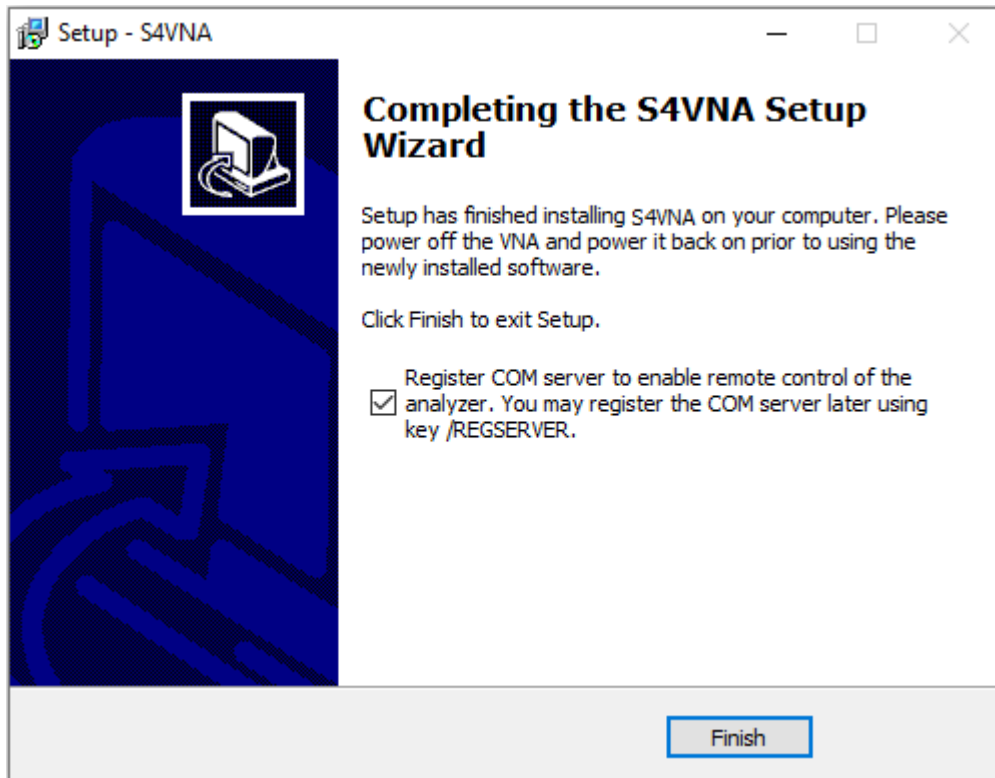 Setup - S4VNA
Completing the S4VNA Setup
Wizard
Setup has finished installing S4VNA on your computer. Please
power off the VNA and power it back on prior to using the
newly installed software.
Click Finish to exit Setup.
Register COM server to enable remote control of the
analyzer. You may register the COM server later using
key /REGSERVER.
Finish